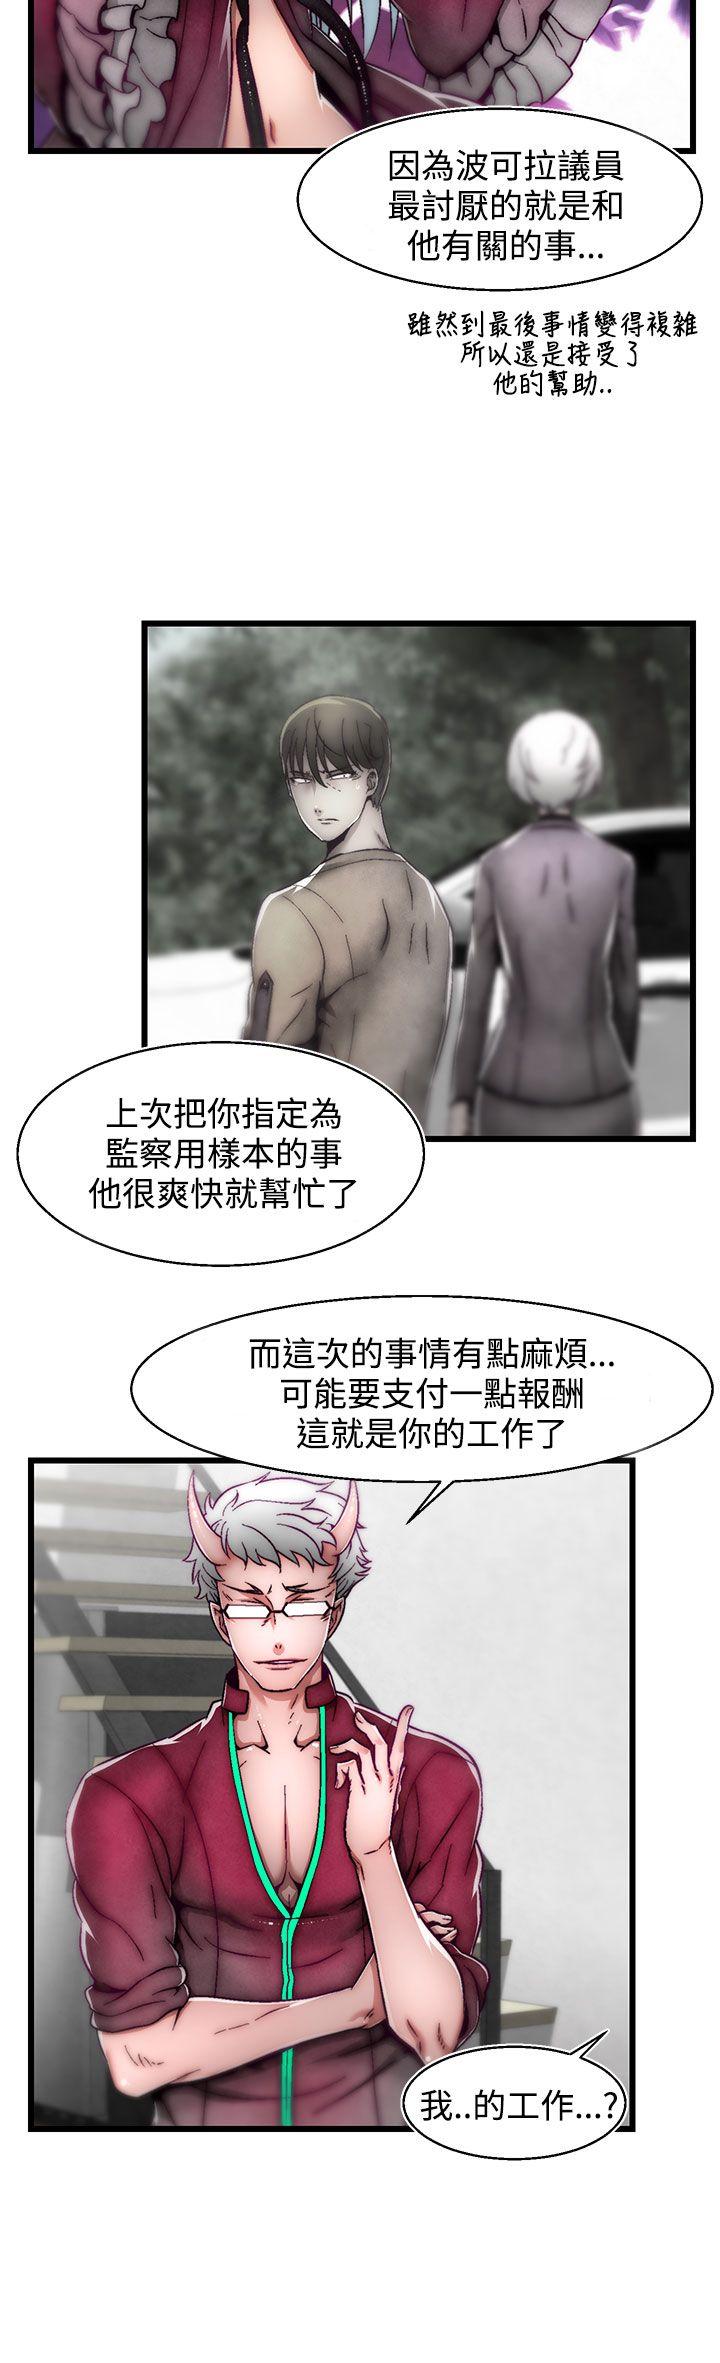 因為波可拉議員
最討厭的就是和
他有關的事...
雖然到最後事情變得複雜
所以還是接受了
他的幫助..
上次把你指定為
監察用樣本的事
他很爽快就幫忙了
而這次的事情有點麻煩...
可能要支付一點報酬
這就是你的工作了
我..的工作...?